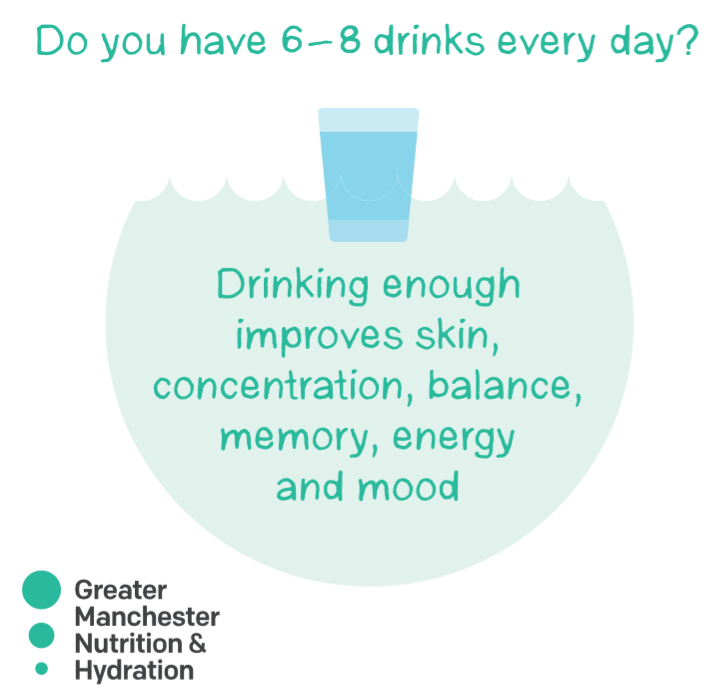 Do you have 6–8 drinks every day?
Drinking enough
improves skin,
concentration, balance,
memory, energy
and mood
Greater
Manchester
Nutrition &
Hydration